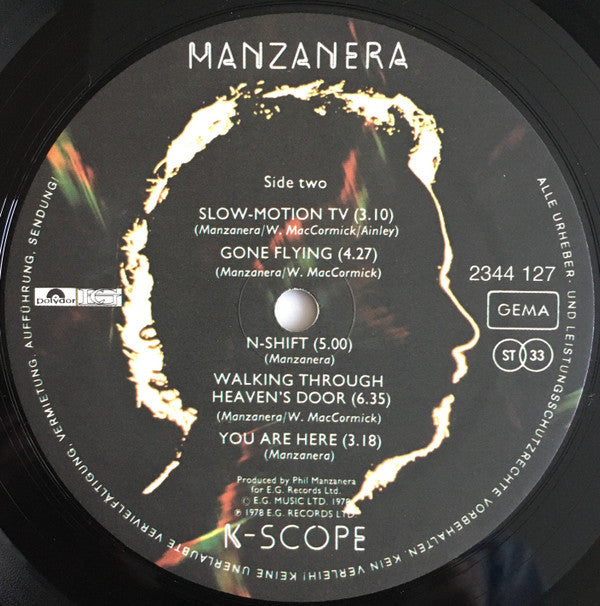 MANZANERA
Side two
SLOW-MOTION TV (3.10)
(Manzanera/W. MacCormick/Ainley)
GONE FLYING (4.27)
(Manzanera/W. MacCormick)
N-SHIFT (5.00)
(Manzanera)
WALKING THROUGH
HEAVEN'S DOOR (6.35)
(Manzanera/W. MacCormick)
YOU ARE HERE (3.18)
(Manzanera)
Produced by Phil Manzanera
for E.G. Records Ltd.
© E.G. MUSIC LTD. 1978
℗ 1978 E.G. RECORDS LTD.
K-SCOPE
polydor
EG
2344 127
GEMA
ST 33
ALLE URHEBER- UND LEISTUNGSSCHUTZRECHTE VORBEHALTEN. KEIN VERLEIH! KEINE UNERLAUBTE VERVIELFÄLTIGUNG, VERMIETUNG, AUFFÜHRUNG, SENDUNG!